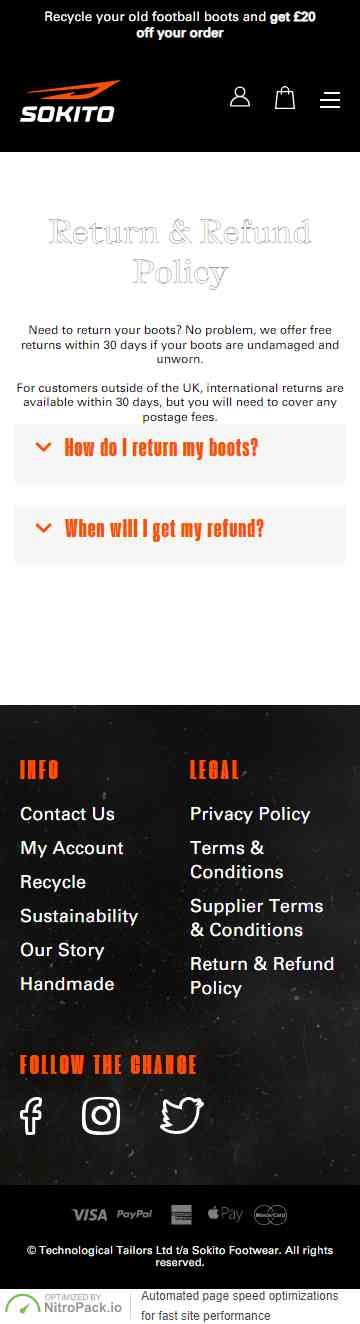 Recycle your old football boots and get £20
off your order
SOKITO
Return & Refund
Policy
Need to return your boots? No problem, we offer free
returns within 30 days if your boots are undamaged and
unworn.
For customers outside of the UK, international returns are
available within 30 days, but you will need to cover any
postage fees.
How do I return my boots?
When will I get my refund?
INFO
Contact Us
My Account
Recycle
Sustainability
Our Story
Handmade
LEGAL
Privacy Policy
Terms &
Conditions
Supplier Terms
& Conditions
Return & Refund
Policy
FOLLOW THE CHANGE
VISA PayPal AMERICAN EXPRESS Apple Pay MasterCard
© Technological Tailors Ltd t/a Sokito Footwear. All rights
reserved.
OPTIMIZED BY
NitroPack.io
Automated page speed optimizations
for fast site performance